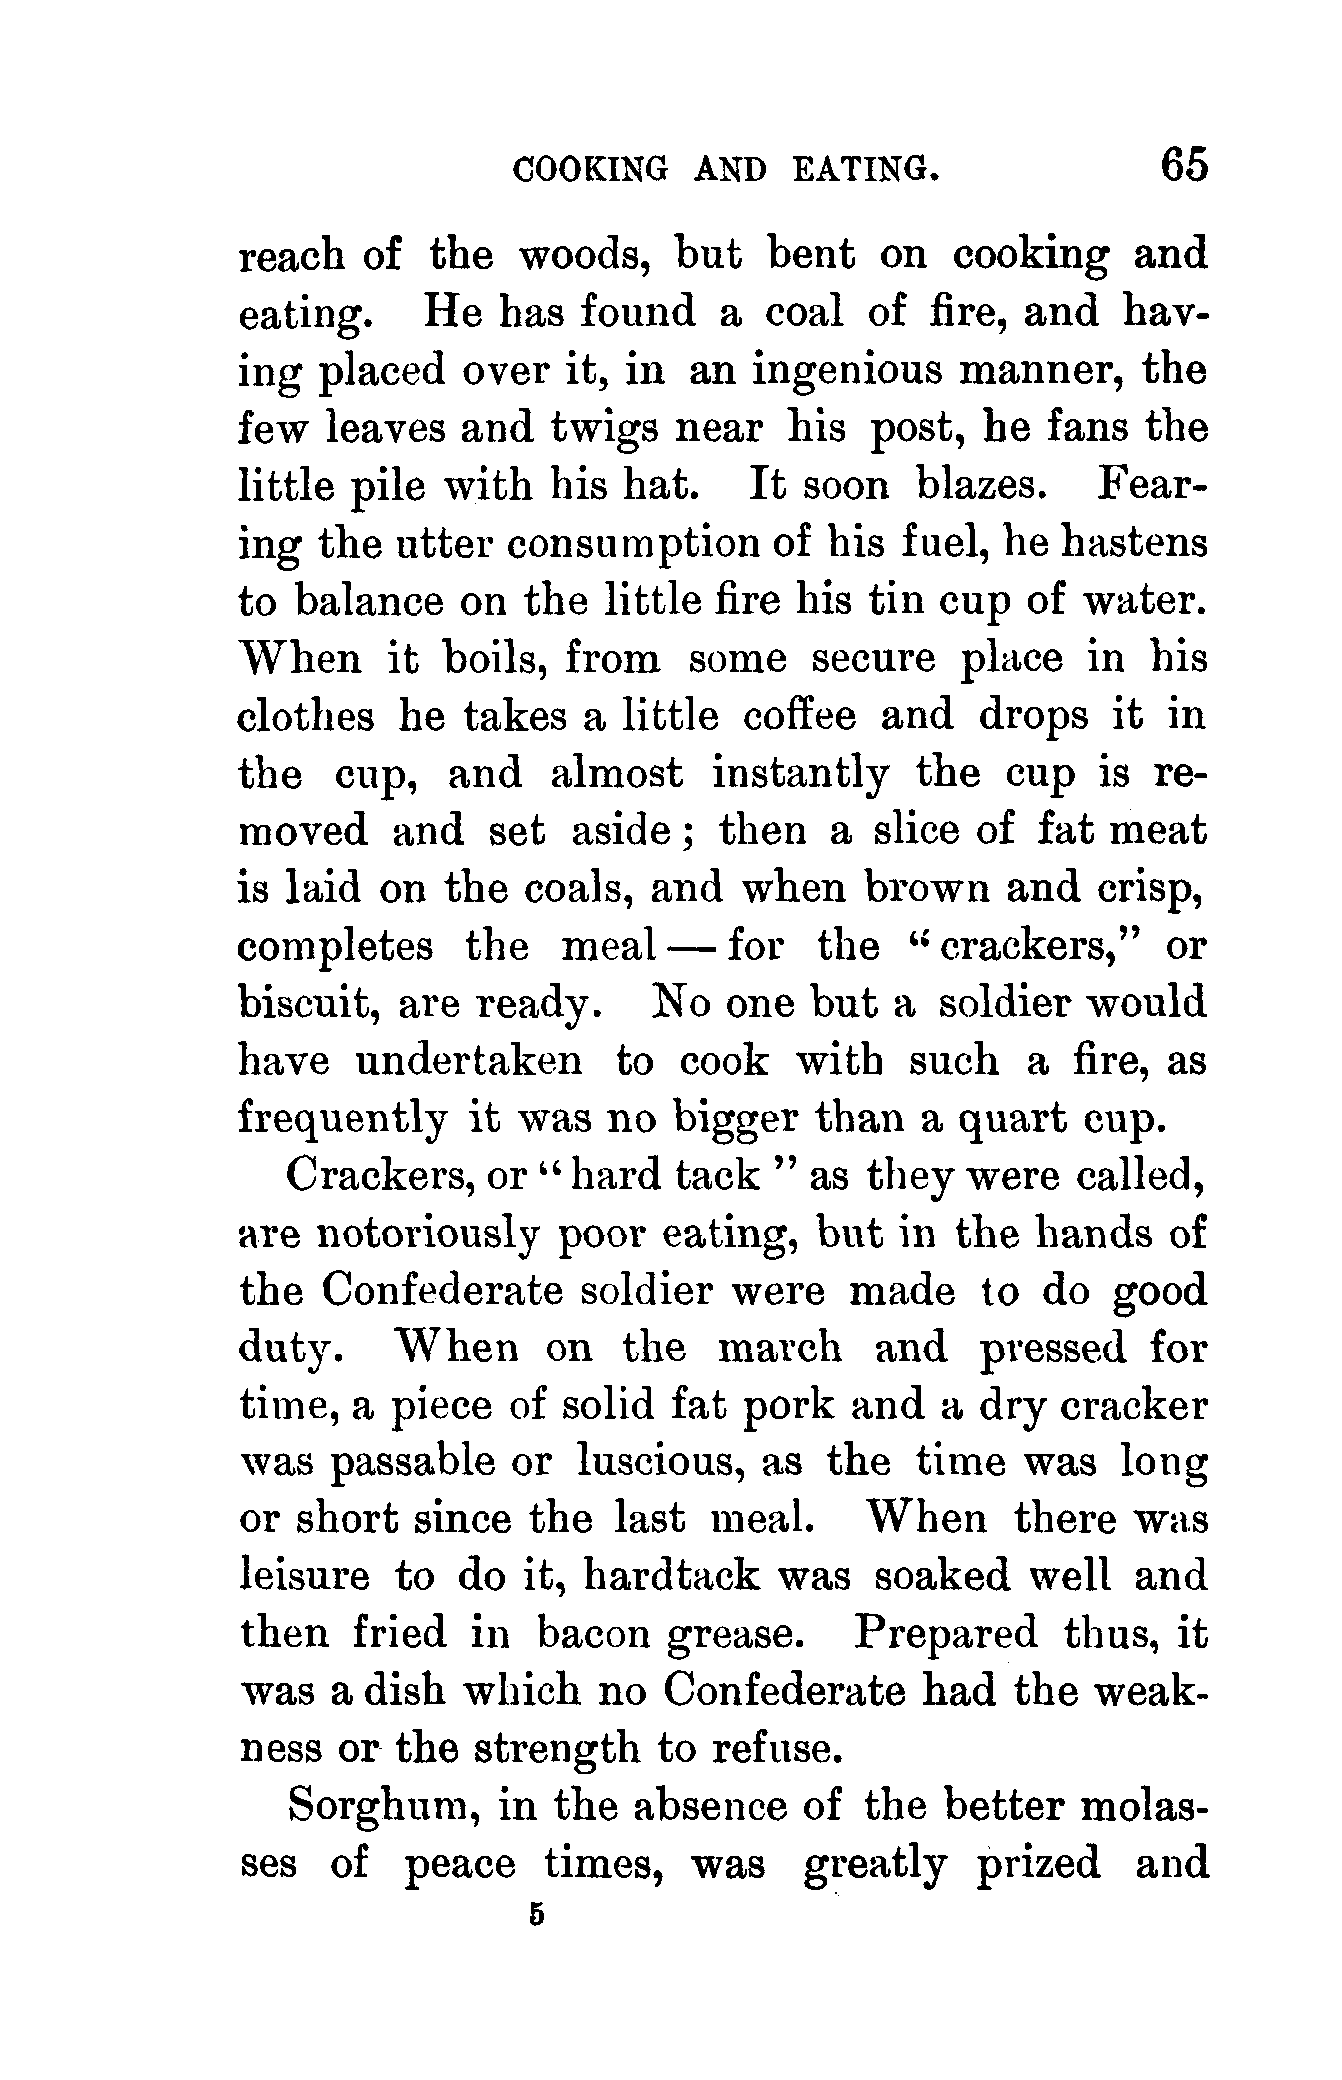 COOKING AND EATING. 65
reach of the woods, but bent on cooking and
eating. He has found a coal of fire, and hav-
ing placed over it, in an ingenious manner, the
few leaves and twigs near his post, he fans the
little pile with his hat. It soon blazes. Fear-
ing the utter consumption of his fuel, he hastens
to balance on the little fire his tin cup of water.
When it boils, from some secure place in his
clothes he takes a little coffee and drops it in
the cup, and almost instantly the cup is re-
moved and set aside ; then a slice of fat meat
is laid on the coals, and when brown and crisp,
completes the meal — for the “ crackers,” or
biscuit, are ready. No one but a soldier would
have undertaken to cook with such a fire, as
frequently it was no bigger than a quart cup.
Crackers, or “ hard tack ” as they were called,
are notoriously poor eating, but in the hands of
the Confederate soldier were made to do good
duty. When on the march and pressed for
time, a piece of solid fat pork and a dry cracker
was passable or luscious, as the time was long
or short since the last meal. When there was
leisure to do it, hardtack was soaked well and
then fried in bacon grease. Prepared thus, it
was a dish which no Confederate had the weak-
ness or the strength to refuse.
Sorghum, in the absence of the better molas-
ses of peace times, was greatly prized and
5